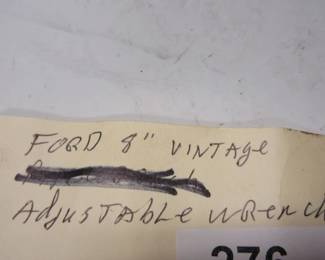 FORD 8" VINTAGE
AdjusTABLE WRENCH
276